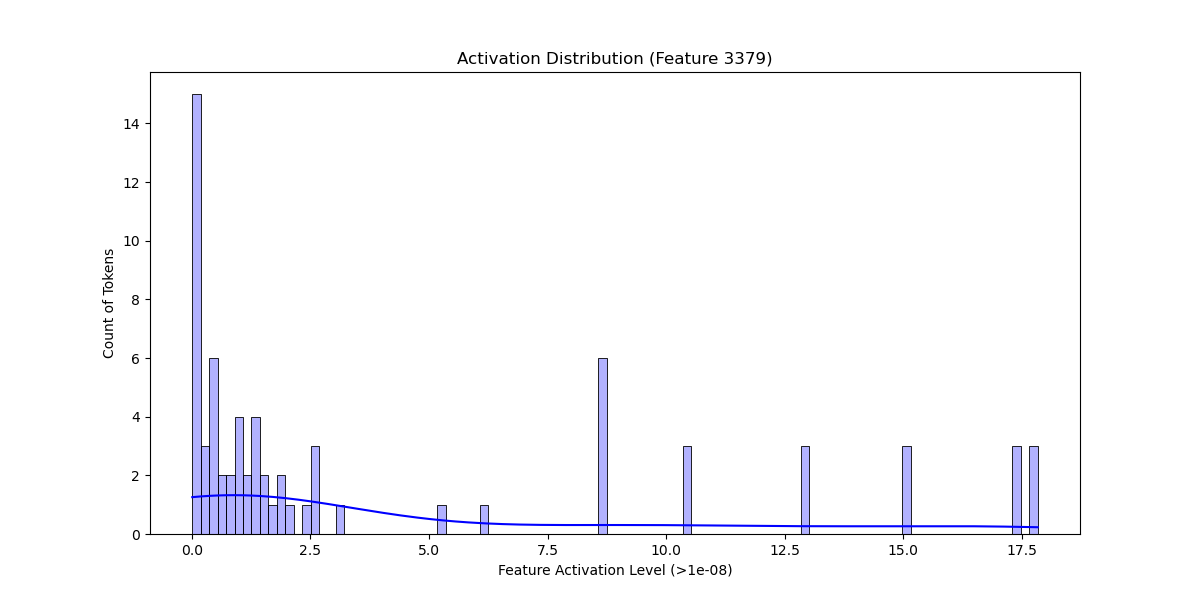 Activation Distribution (Feature 3379)
Count of Tokens
14
12
10
8
6
4
2
0
0.0 2.5 5.0 7.5 10.0 12.5 15.0 17.5
Feature Activation Level (>1e-08)